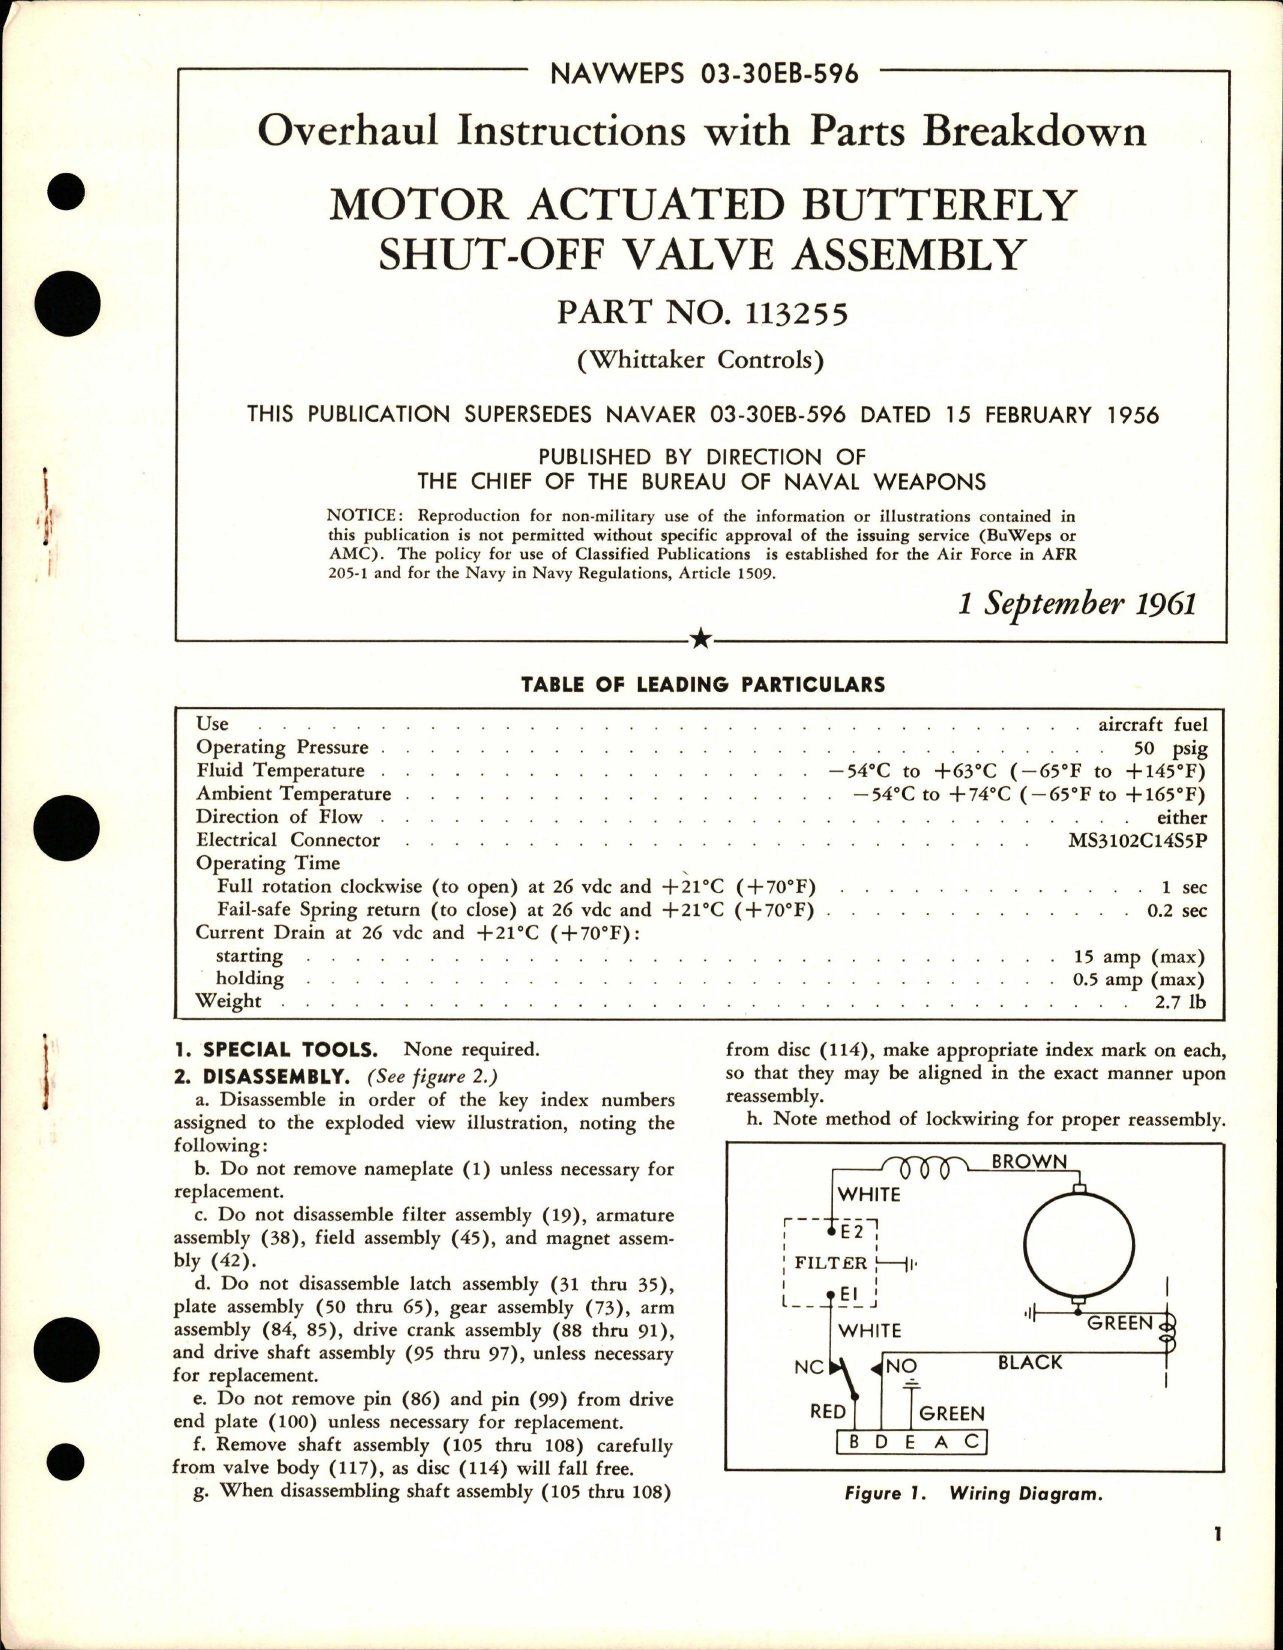 NAVWEPS 03-30EB-596
Overhaul Instructions with Parts Breakdown
MOTOR ACTUATED BUTTERFLY
SHUT-OFF VALVE ASSEMBLY
PART NO. 113255
(Whittaker Controls)
THIS PUBLICATION SUPERSEDES NAVAER 03-30EB-596 DATED 15 FEBRUARY 1956
PUBLISHED BY DIRECTION OF
THE CHIEF OF THE BUREAU OF NAVAL WEAPONS
NOTICE: Reproduction for non-military use of the information or illustrations contained in
this publication is not permitted without specific approval of the issuing service (BuWeps or
AMC). The policy for use of Classified Publications is established for the Air Force in AFR
205-1 and for the Navy in Navy Regulations, Article 1509.
1 September 1961
TABLE OF LEADING PARTICULARS
Use . . . . . . . . . . aircraft fuel
Operating Pressure . . . . . . . . . . 50 psig
Fluid Temperature . . . . . . . . . . −54°C to +63°C (−65°F to +145°F)
Ambient Temperature . . . . . . . . . . −54°C to +74°C (−65°F to +165°F)
Direction of Flow . . . . . . . . . . either
Electrical Connector . . . . . . . . . . MS3102C14S5P
Operating Time
Full rotation clockwise (to open) at 26 vdc and +21°C (+70°F) . . . . . . . . . . 1 sec
Fail-safe Spring return (to close) at 26 vdc and +21°C (+70°F) . . . . . . . . . . 0.2 sec
Current Drain at 26 vdc and +21°C (+70°F):
starting . . . . . . . . . . 15 amp (max)
holding . . . . . . . . . . 0.5 amp (max)
Weight . . . . . . . . . . 2.7 lb
1. SPECIAL TOOLS. None required.
2. DISASSEMBLY. (See figure 2.)
a. Disassemble in order of the key index numbers
assigned to the exploded view illustration, noting the
following:
b. Do not remove nameplate (1) unless necessary for
replacement.
c. Do not disassemble filter assembly (19), armature
assembly (38), field assembly (45), and magnet assem-
bly (42).
d. Do not disassemble latch assembly (31 thru 35),
plate assembly (50 thru 65), gear assembly (73), arm
assembly (84, 85), drive crank assembly (88 thru 91),
and drive shaft assembly (95 thru 97), unless necessary
for replacement.
e. Do not remove pin (86) and pin (99) from drive
end plate (100) unless necessary for replacement.
f. Remove shaft assembly (105 thru 108) carefully
from valve body (117), as disc (114) will fall free.
g. When disassembling shaft assembly (105 thru 108)
from disc (114), make appropriate index mark on each,
so that they may be aligned in the exact manner upon
reassembly.
h. Note method of lockwiring for proper reassembly.
BROWN
WHITE
E2
FILTER
E1
GREEN
WHITE
NC
NO
BLACK
RED
GREEN
B D E A C
Figure 1. Wiring Diagram.
1